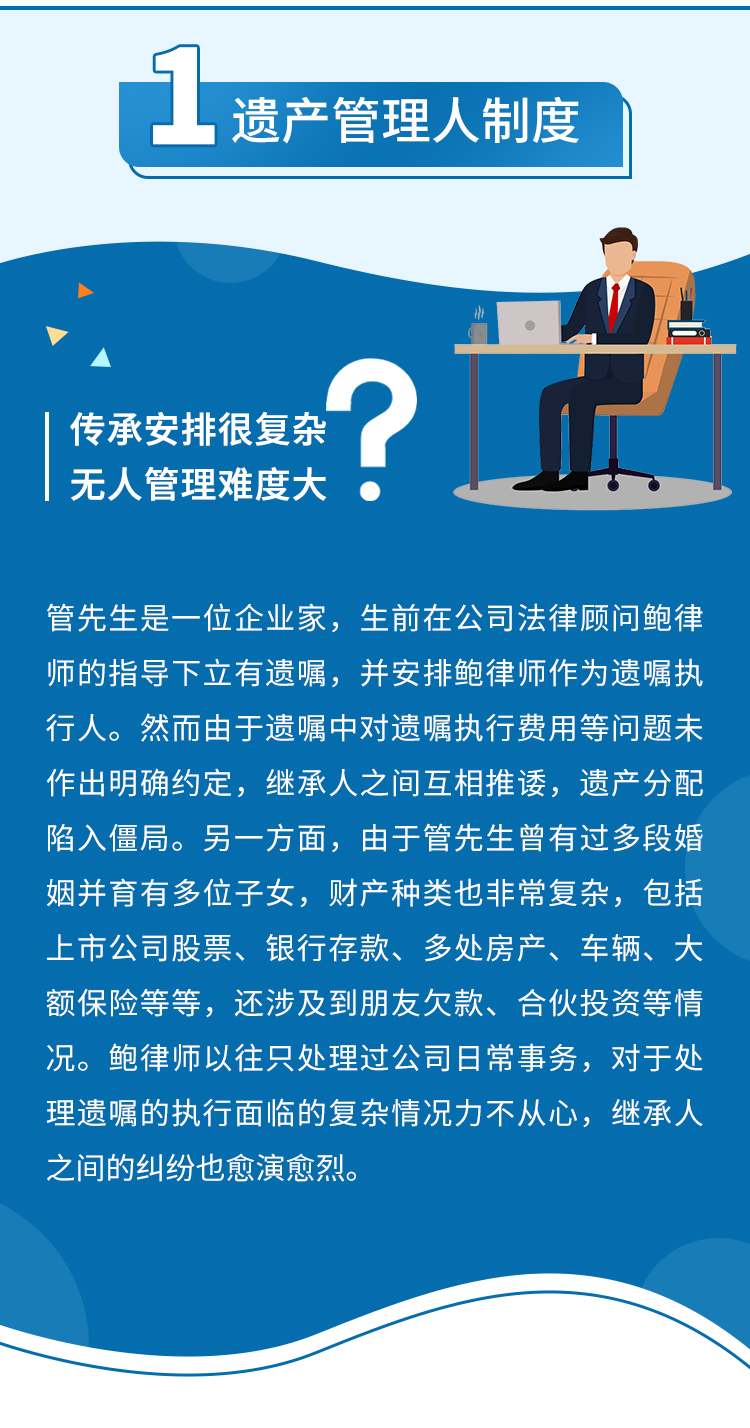 1
遗产管理人制度
传承安排很复杂
无人管理难度大
?
管先生是一位企业家，生前在公司法律顾问鲍律
师的指导下立有遗嘱，并安排鲍律师作为遗嘱执
行人。然而由于遗嘱中对遗嘱执行费用等问题未
作出明确约定，继承人之间互相推诿，遗产分配
陷入僵局。另一方面，由于管先生曾有过多段婚
姻并育有多位子女，财产种类也非常复杂，包括
上市公司股票、银行存款、多处房产、车辆、大
额保险等等，还涉及到朋友欠款、合伙投资等情
况。鲍律师以往只处理过公司日常事务，对于处
理遗嘱的执行面临的复杂情况力不从心，继承人
之间的纠纷也愈演愈烈。